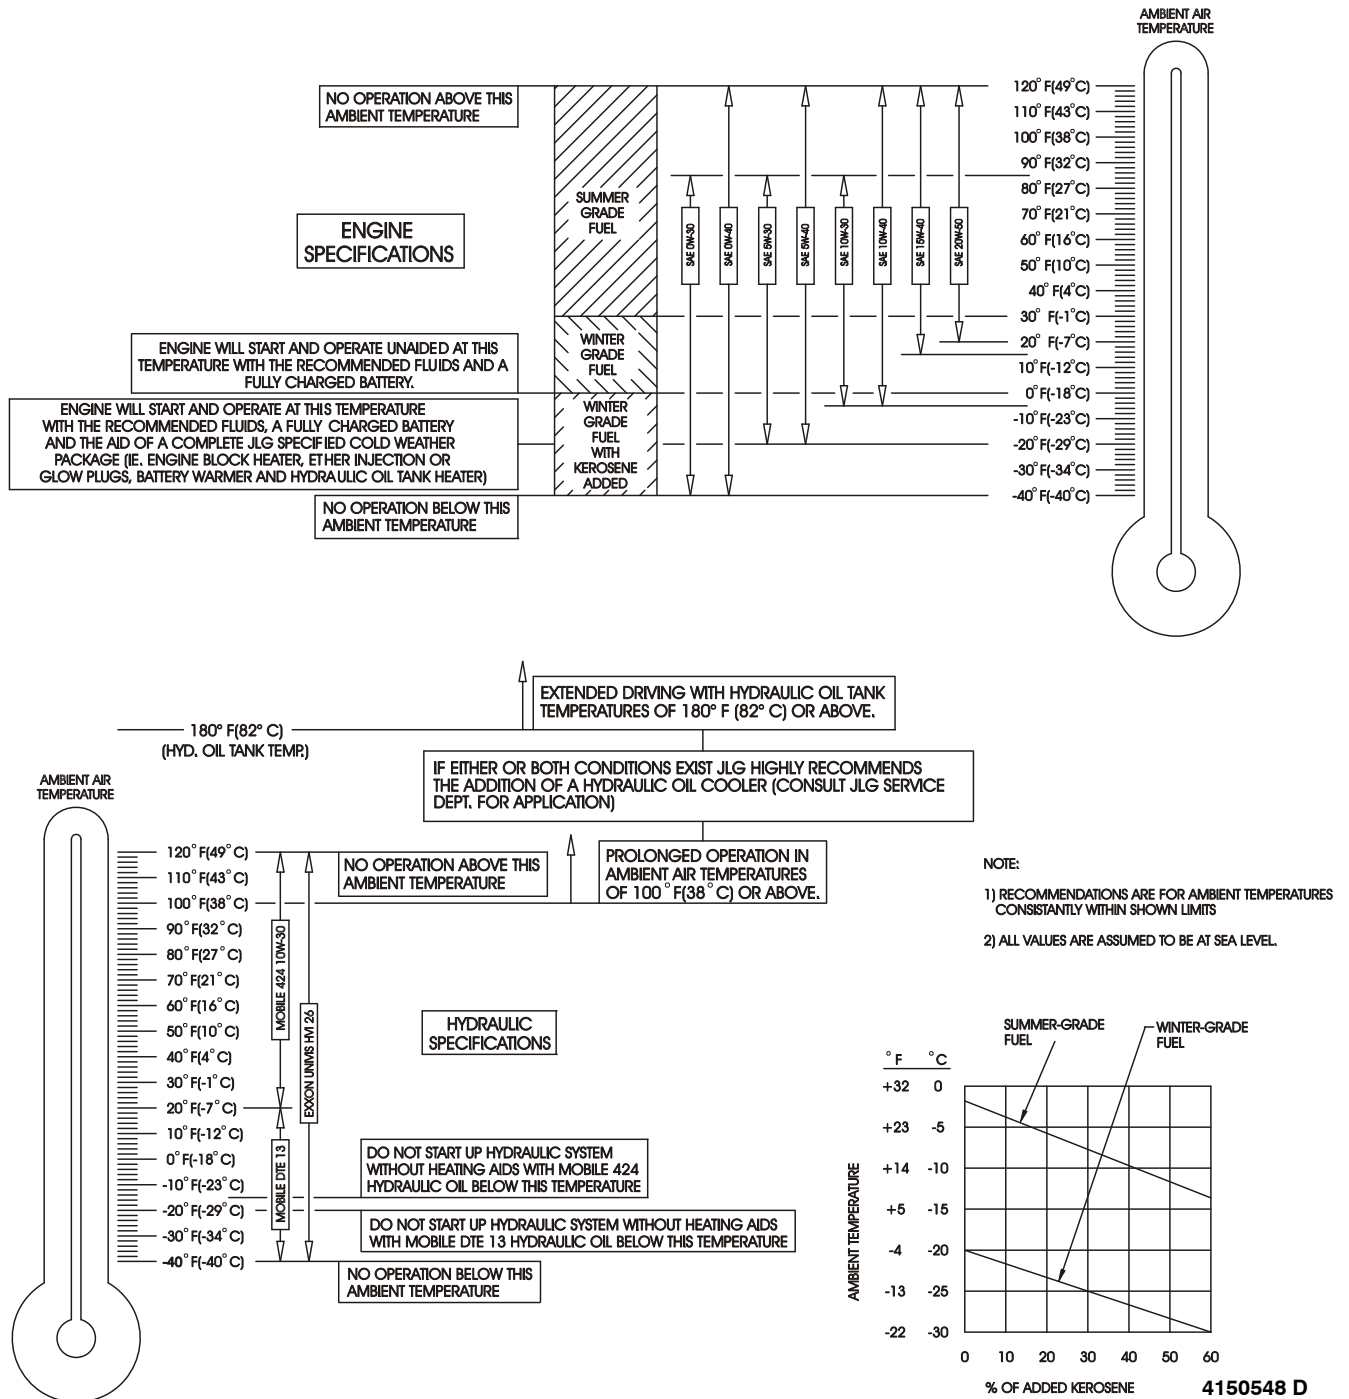 AMBIENT AIR
TEMPERATURE
NO OPERATION ABOVE THIS
AMBIENT TEMPERATURE
ENGINE
SPECIFICATIONS
SUMMER
GRADE
FUEL
WINTER
GRADE
FUEL
WINTER
GRADE
FUEL
WITH
KEROSENE
ADDED
ENGINE WILL START AND OPERATE UNAIDED AT THIS
TEMPERATURE WITH THE RECOMMENDED FLUIDS AND A
FULLY CHARGED BATTERY.
ENGINE WILL START AND OPERATE AT THIS TEMPERATURE
WITH THE RECOMMENDED FLUIDS, A FULLY CHARGED BATTERY
AND THE AID OF A COMPLETE JLG SPECIFIED COLD WEATHER
PACKAGE (IE. ENGINE BLOCK HEATER, ETHER INJECTION OR
GLOW PLUGS, BATTERY WARMER AND HYDRAULIC OIL TANK HEATER)
NO OPERATION BELOW THIS
AMBIENT TEMPERATURE
SAE 0W-30
SAE 0W-40
SAE 5W-30
SAE 5W-40
SAE 10W-30
SAE 10W-40
SAE 15W-40
SAE 20W-50
120° F(49°C)
110° F(43°C)
100° F(38°C)
90° F(32°C)
80° F(27°C)
70° F(21°C)
60° F(16°C)
50° F(10°C)
40° F(4°C)
30° F(-1°C)
20° F(-7°C)
10° F(-12°C)
0° F(-18°C)
-10° F(-23°C)
-20° F(-29°C)
-30° F(-34°C)
-40° F(-40°C)
EXTENDED DRIVING WITH HYDRAULIC OIL TANK
TEMPERATURES OF 180° F (82° C) OR ABOVE.
180° F(82° C)
(HYD. OIL TANK TEMP.)
IF EITHER OR BOTH CONDITIONS EXIST JLG HIGHLY RECOMMENDS
THE ADDITION OF A HYDRAULIC OIL COOLER (CONSULT JLG SERVICE
DEPT. FOR APPLICATION)
AMBIENT AIR
TEMPERATURE
120° F(49° C)
110° F(43° C)
100° F(38° C)
90° F(32° C)
80° F(27° C)
70° F(21° C)
60° F(16° C)
50° F(10° C)
40° F(4° C)
30° F(-1° C)
20° F(-7° C)
10° F(-12° C)
0° F(-18° C)
-10° F(-23° C)
-20° F(-29° C)
-30° F(-34° C)
-40° F(-40° C)
MOBILE 424 10W-30
MOBILE DTE 13
EXXON UNIVIS HVI 26
NO OPERATION ABOVE THIS
AMBIENT TEMPERATURE
PROLONGED OPERATION IN
AMBIENT AIR TEMPERATURES
OF 100° F(38° C) OR ABOVE.
HYDRAULIC
SPECIFICATIONS
DO NOT START UP HYDRAULIC SYSTEM
WITHOUT HEATING AIDS WITH MOBILE 424
HYDRAULIC OIL BELOW THIS TEMPERATURE
DO NOT START UP HYDRAULIC SYSTEM WITHOUT HEATING AIDS
WITH MOBILE DTE 13 HYDRAULIC OIL BELOW THIS TEMPERATURE
NO OPERATION BELOW THIS
AMBIENT TEMPERATURE
NOTE:
1) RECOMMENDATIONS ARE FOR AMBIENT TEMPERATURES
CONSISTANTLY WITHIN SHOWN LIMITS
2) ALL VALUES ARE ASSUMED TO BE AT SEA LEVEL.
SUMMER-GRADE
FUEL
WINTER-GRADE
FUEL
°F °C
+32 0
+23 -5
+14 -10
+5 -15
-4 -20
-13 -25
-22 -30
AMBIENT TEMPERATURE
0 10 20 30 40 50 60
% OF ADDED KEROSENE
4150548 D